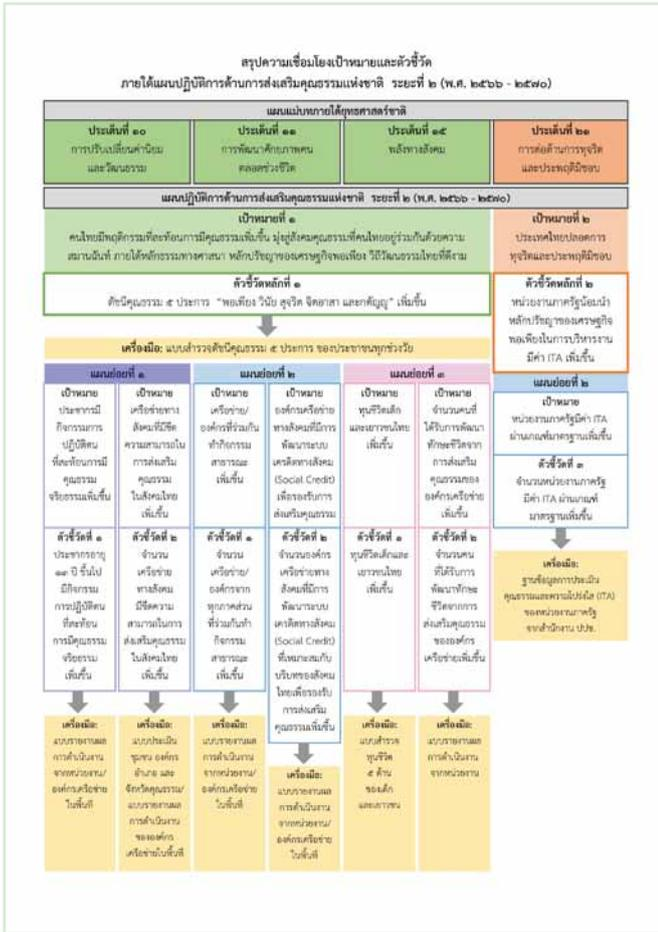 สรุปความเชื่อมโยงเป้าหมายและตัวชี้วัด
ภายใต้แผนปฏิบัติการด้านการส่งเสริมคุณธรรมแห่งชาติ ระยะที่ ๒ (พ.ศ. ๒๕๖๖ - ๒๕๗๐)
แผนแม่บทภายใต้ยุทธศาสตร์ชาติ
ประเด็นที่ ๑๐
การปรับเปลี่ยนค่านิยม
และวัฒนธรรม
ประเด็นที่ ๑๑
การพัฒนาศักยภาพคน
ตลอดช่วงชีวิต
ประเด็นที่ ๑๕
พลังทางสังคม
ประเด็นที่ ๒๑
การต่อต้านการทุจริต
และประพฤติมิชอบ
แผนปฏิบัติการด้านการส่งเสริมคุณธรรมแห่งชาติ ระยะที่ ๒ (พ.ศ. ๒๕๖๖ - ๒๕๗๐)
เป้าหมายที่ ๑
คนไทยมีพฤติกรรมที่สะท้อนการมีคุณธรรมเพิ่มขึ้น มุ่งสู่สังคมคุณธรรมที่คนไทยอยู่ร่วมกันด้วยความ
สมานฉันท์ ภายใต้หลักธรรมทางศาสนา หลักปรัชญาของเศรษฐกิจพอเพียง วิถีวัฒนธรรมไทยที่ดีงาม
เป้าหมายที่ ๒
ประเทศไทยปลอดการ
ทุจริตและประพฤติมิชอบ
ตัวชี้วัดหลักที่ ๑
ดัชนีคุณธรรม ๕ ประการ "พอเพียง วินัย สุจริต จิตอาสา และกตัญญู" เพิ่มขึ้น
ตัวชี้วัดหลักที่ ๒
หน่วยงานภาครัฐน้อมนำ
หลักปรัชญาของเศรษฐกิจ
พอเพียงในการบริหารงาน
มีค่า ITA เพิ่มขึ้น
เครื่องมือ: แบบสำรวจดัชนีคุณธรรม ๕ ประการ ของประชาชนทุกช่วงวัย
แผนย่อยที่ ๑
เป้าหมาย
ประชากรมี
กิจกรรมการ
ปฏิบัติตน
ที่สะท้อนการมี
คุณธรรม
จริยธรรมเพิ่มขึ้น
เป้าหมาย
เครือข่ายทาง
สังคมที่มีขีด
ความสามารถใน
การส่งเสริม
คุณธรรม
ในสังคมไทย
เพิ่มขึ้น
แผนย่อยที่ ๒
เป้าหมาย
เครือข่าย/
องค์กรที่ร่วมกัน
ทำกิจกรรม
สาธารณะ
เพิ่มขึ้น
เป้าหมาย
องค์กรเครือข่าย
ทางสังคมที่มีการ
พัฒนาระบบ
เครดิตทางสังคม
(Social Credit)
เพื่อรองรับการ
ส่งเสริมคุณธรรม
แผนย่อยที่ ๓
เป้าหมาย
ทุนชีวิตเด็ก
และเยาวชนไทย
เพิ่มขึ้น
เป้าหมาย
จำนวนคนที่
ได้รับการพัฒนา
ทักษะชีวิตจาก
การส่งเสริม
คุณธรรมของ
องค์กรเครือข่าย
เพิ่มขึ้น
แผนย่อยที่ ๒
เป้าหมาย
หน่วยงานภาครัฐมีค่า ITA
ผ่านเกณฑ์มาตรฐานเพิ่มขึ้น
ตัวชี้วัดที่ ๓
จำนวนหน่วยงานภาครัฐ
มีค่า ITA ผ่านเกณฑ์
มาตรฐานเพิ่มขึ้น
เครื่องมือ:
ฐานข้อมูลการประเมิน
คุณธรรมและความโปร่งใส (ITA)
ของหน่วยงานภาครัฐ
จากสำนักงาน ปปช.
ตัวชี้วัดที่ ๑
ประชากรอายุ
๑๓ ปี ขึ้นไป
มีกิจกรรม
การปฏิบัติตน
ที่สะท้อน
การมีคุณธรรม
จริยธรรม
เพิ่มขึ้น
ตัวชี้วัดที่ ๒
จำนวน
เครือข่าย
ทางสังคม
มีขีดความ
สามารถในการ
ส่งเสริมคุณธรรม
ในสังคมไทย
เพิ่มขึ้น
ตัวชี้วัดที่ ๑
จำนวน
เครือข่าย/
องค์กรจาก
ทุกภาคส่วน
ที่ร่วมกันทำ
กิจกรรม
สาธารณะ
เพิ่มขึ้น
ตัวชี้วัดที่ ๒
จำนวนองค์กร
เครือข่ายทาง
สังคมที่มีการ
พัฒนาระบบ
เครดิตทางสังคม
(Social Credit)
ที่เหมาะสมกับ
บริบทของสังคม
ไทยเพื่อรองรับ
การส่งเสริม
คุณธรรมเพิ่มขึ้น
ตัวชี้วัดที่ ๑
ทุนชีวิตเด็กและ
เยาวชนไทย
เพิ่มขึ้น
ตัวชี้วัดที่ ๒
จำนวนคน
ที่ได้รับการ
พัฒนาทักษะ
ชีวิตจากการ
ส่งเสริมคุณธรรม
ขององค์กร
เครือข่ายเพิ่มขึ้น
เครื่องมือ:
แบบรายงานผล
การดำเนินงาน
จากหน่วยงาน/
องค์กรเครือข่าย
ในพื้นที่
เครื่องมือ:
แบบประเมิน
ชุมชน องค์กร
อำเภอ และ
จังหวัดคุณธรรม/
แบบรายงานผล
การดำเนินงาน
ขององค์กร
เครือข่ายในพื้นที่
เครื่องมือ:
แบบรายงานผล
การดำเนินงาน
จากหน่วยงาน/
องค์กรเครือข่าย
ในพื้นที่
เครื่องมือ:
แบบรายงานผล
การดำเนินงาน
จากหน่วยงาน/
องค์กรเครือข่าย
ในพื้นที่
เครื่องมือ:
แบบสำรวจ
ทุนชีวิต
๕ ด้าน
ของเด็ก
และเยาวชน
เครื่องมือ:
แบบรายงานผล
การดำเนินงาน
จากหน่วยงาน